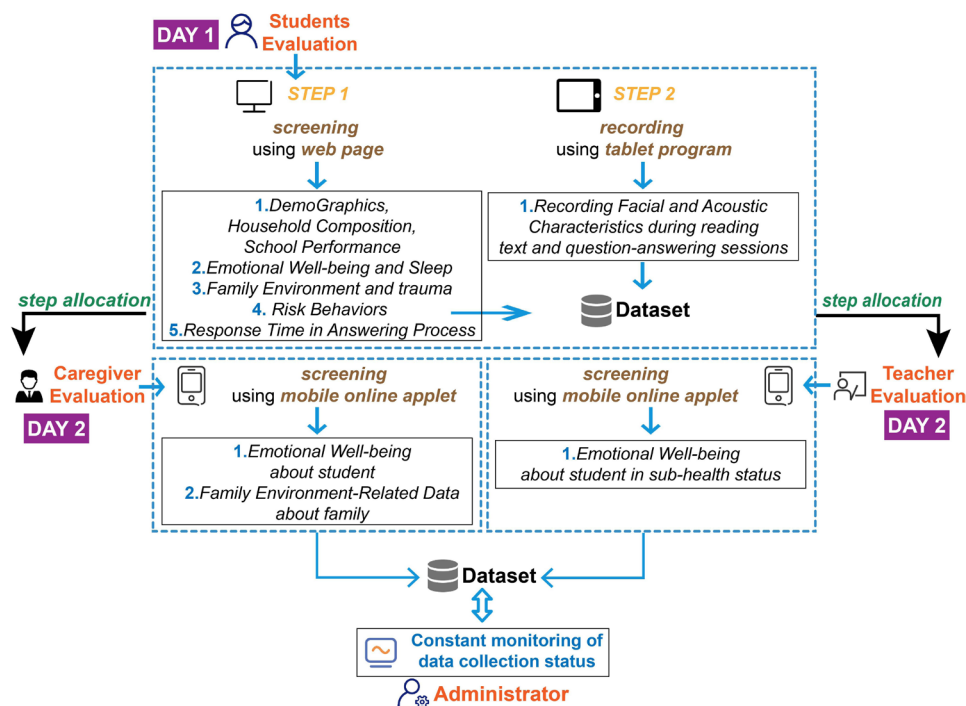 DAY 1
Students
Evaluation
STEP 1
screening
using web page
1.DemoGraphics,
Household Composition,
School Performance
2.Emotional Well-being and Sleep
3.Family Environment and trauma
4. Risk Behaviors
5.Response Time in Answering Process
STEP 2
recording
using tablet program
1.Recording Facial and Acoustic
Characteristics during reading
text and question-answering sessions
Dataset
step allocation
step allocation
Caregiver
Evaluation
DAY 2
screening
using mobile online applet
1.Emotional Well-being
about student
2.Family Environment-Related Data
about family
screening
using mobile online applet
1.Emotional Well-being
about student in sub-health status
Teacher
Evaluation
DAY 2
Dataset
Constant monitoring of
data collection status
Administrator